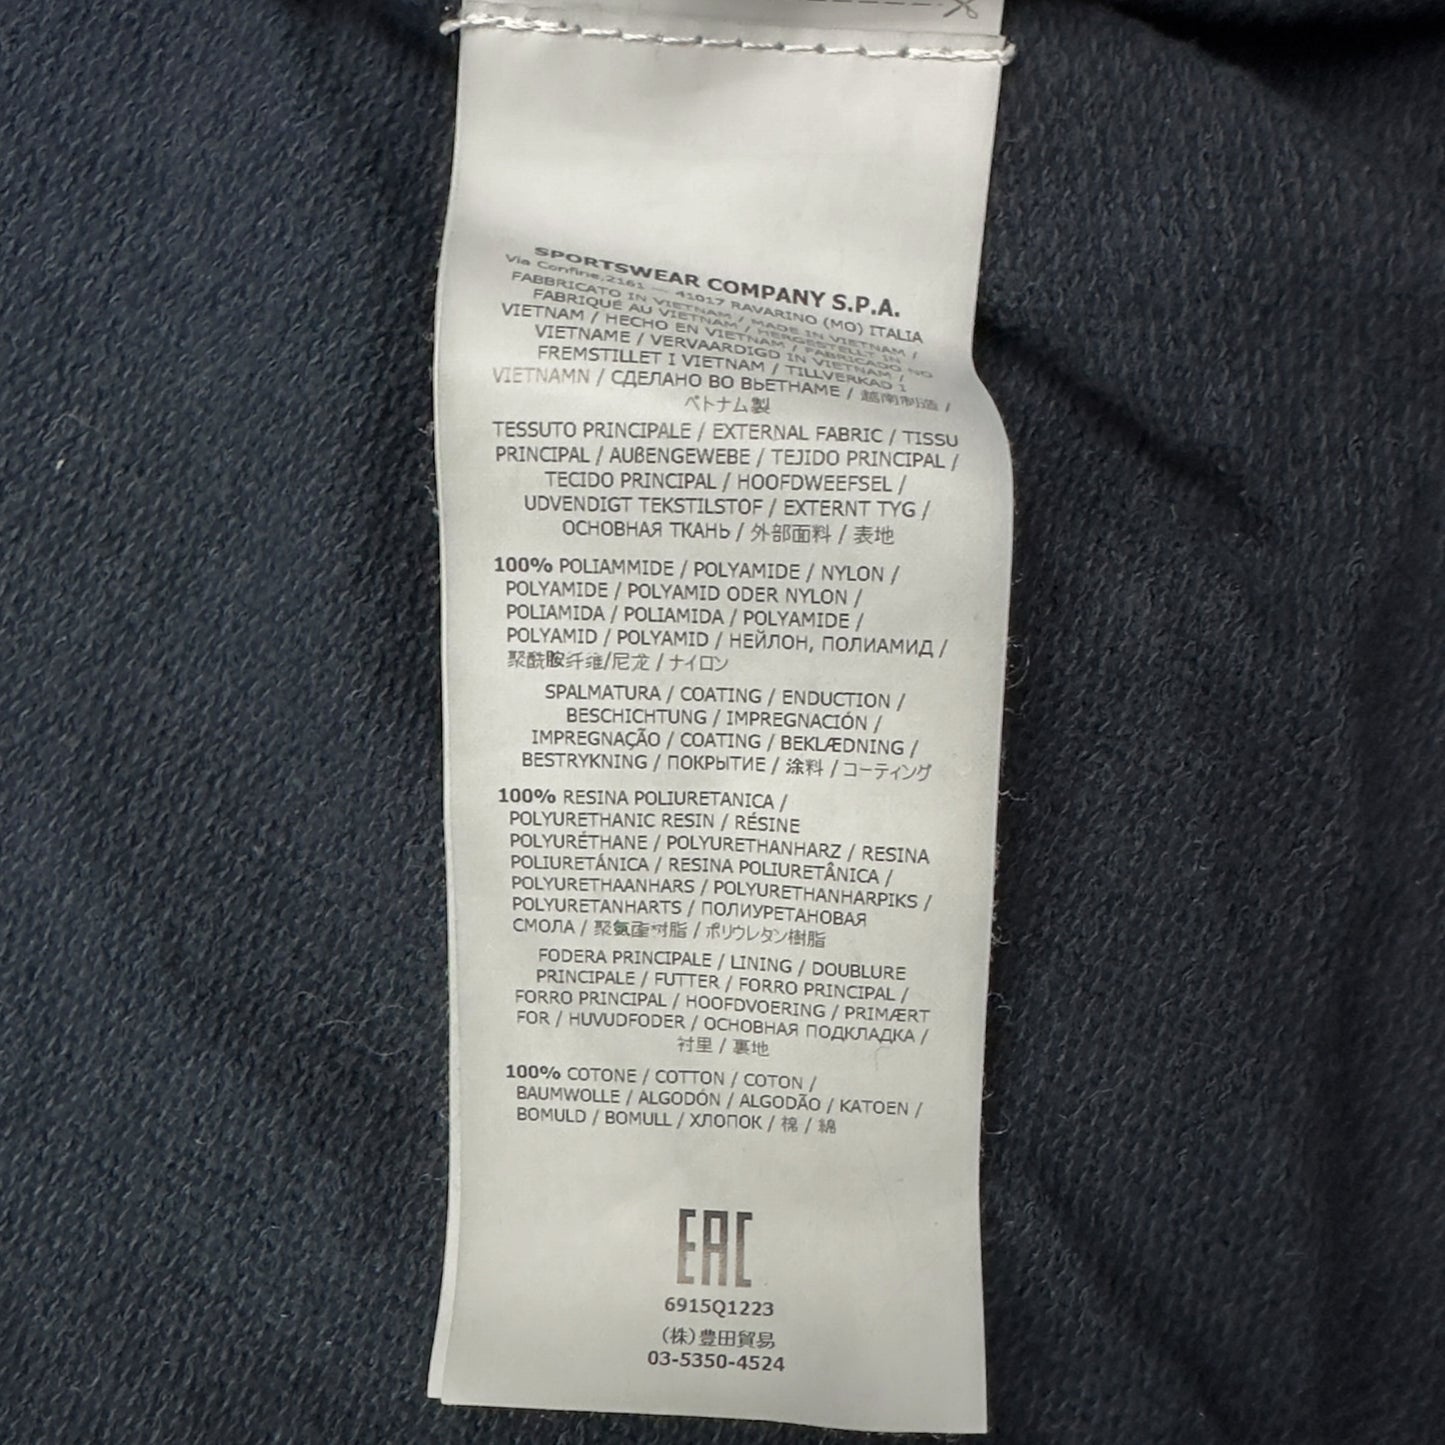 SPORTSWEAR COMPANY S.P.A.
Via Confine,2161 — 41017 RAVARINO (MO) ITALIA
FABBRICATO IN VIETNAM / MADE IN VIETNAM /
FABRIQUÉ AU VIETNAM / HERGESTELLT IN
VIETNAM / HECHO EN VIETNAM / FABRICADO NO
VIETNAME / VERVAARDIGD IN VIETNAM /
FREMSTILLET I VIETNAM / TILLVERKAD I
VIETNAMN / СДЕЛАНО ВО ВЬЕТНАМЕ / 越南制造 /
ベトナム製
TESSUTO PRINCIPALE / EXTERNAL FABRIC / TISSU
PRINCIPAL / AUßENGEWEBE / TEJIDO PRINCIPAL /
TECIDO PRINCIPAL / HOOFDWEEFSEL /
UDVENDIGT TEKSTILSTOF / EXTERNT TYG /
ОСНОВНАЯ ТКАНЬ / 外部面料 / 表地
100% POLIAMMIDE / POLYAMIDE / NYLON /
POLYAMIDE / POLYAMID ODER NYLON /
POLIAMIDA / POLIAMIDA / POLYAMIDE /
POLYAMID / POLYAMID / НЕЙЛОН, ПОЛИАМИД /
聚酰胺纤维/尼龙 / ナイロン
SPALMATURA / COATING / ENDUCTION /
BESCHICHTUNG / IMPREGNACIÓN /
IMPREGNAÇÃO / COATING / BEKLÆDNING /
BESTRYKNING / ПОКРЫТИЕ / 涂料 / コーティング
100% RESINA POLIURETANICA /
POLYURETHANIC RESIN / RÉSINE
POLYURÉTHANE / POLYURETHANHARZ / RESINA
POLIURETÁNICA / RESINA POLIURETÂNICA /
POLYURETHAANHARS / POLYURETHANHARPIKS /
POLYURETANHARTS / ПОЛИУРЕТАНОВАЯ
СМОЛА / 聚氨酯树脂 / ポリウレタン樹脂
FODERA PRINCIPALE / LINING / DOUBLURE
PRINCIPALE / FUTTER / FORRO PRINCIPAL /
FORRO PRINCIPAL / HOOFDVOERING / PRIMÆRT
FOR / HUVUDFODER / ОСНОВНАЯ ПОДКЛАДКА /
衬里 / 裏地
100% COTONE / COTTON / COTON /
BAUMWOLLE / ALGODÓN / ALGODÃO / KATOEN /
BOMULD / BOMULL / ХЛОПОК / 棉 / 綿
EAC
6915Q1223
(株)豊田貿易
03-5350-4524